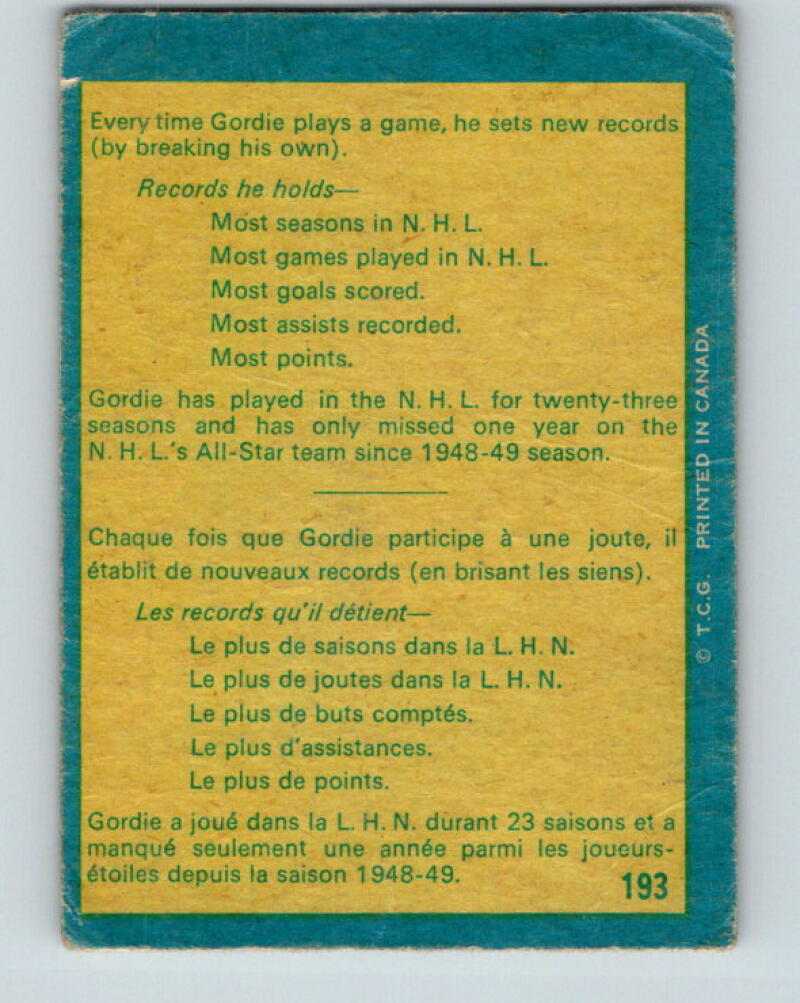 Every time Gordie plays a game, he sets new records
(by breaking his own).
Records he holds—
Most seasons in N. H. L.
Most games played in N. H. L.
Most goals scored.
Most assists recorded.
Most points.
Gordie has played in the N. H. L. for twenty-three
seasons and has only missed one year on the
N. H. L.'s All-Star team since 1948-49 season.
Chaque fois que Gordie participe à une joute, il
établit de nouveaux records (en brisant les siens).
Les records qu'il détient—
Le plus de saisons dans la L. H. N.
Le plus de joutes dans la L. H. N.
Le plus de buts comptés.
Le plus d'assistances.
Le plus de points.
Gordie a joué dans la L. H. N. durant 23 saisons et a
manqué seulement une année parmi les joueurs-
étoiles depuis la saison 1948-49.
193
© T.C.G. PRINTED IN CANADA